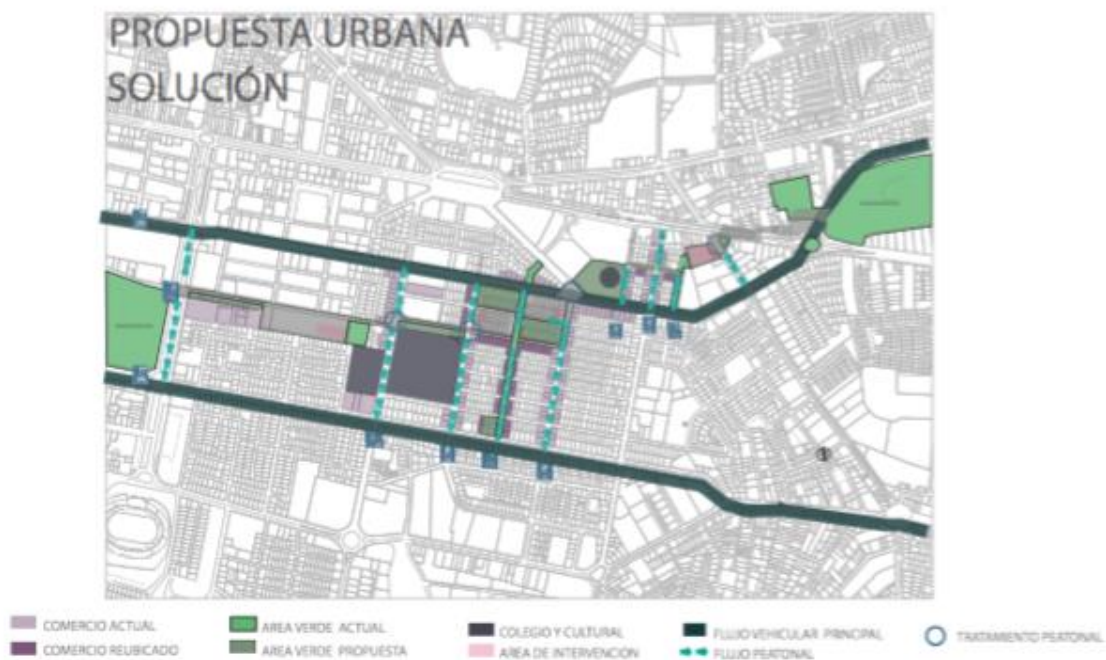 PROPUESTA URBANA
SOLUCIÓN
COMERCIO ACTUAL
COMERCIO REUBICADO
AREA VERDE ACTUAL
AREA VERDE PROPUESTA
COLEGIO Y CULTURAL
AREA DE INTERVENCION
FLUJO VEHICULAR PRINCIPAL
FLUJO PEATONAL
TRATAMIENTO PEATONAL